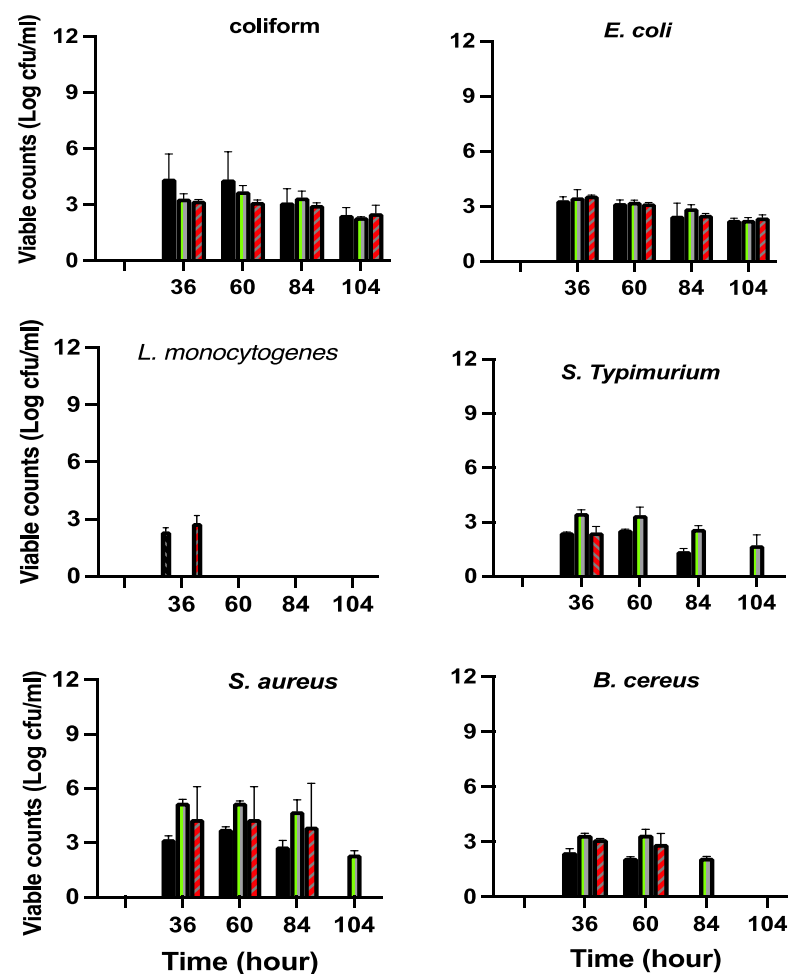 coliform
Viable counts (Log cfu/ml)
12
9
6
3
0
36 60 84 104
E. coli
12
9
6
3
0
36 60 84 104
L. monocytogenes
Viable counts (Log cfu/ml)
12
9
6
3
0
36 60 84 104
S. Typimurium
12
9
6
3
0
36 60 84 104
S. aureus
Viable counts (Log cfu/ml)
12
9
6
3
0
36 60 84 104
Time (hour)
B. cereus
12
9
6
3
0
36 60 84 104
Time (hour)